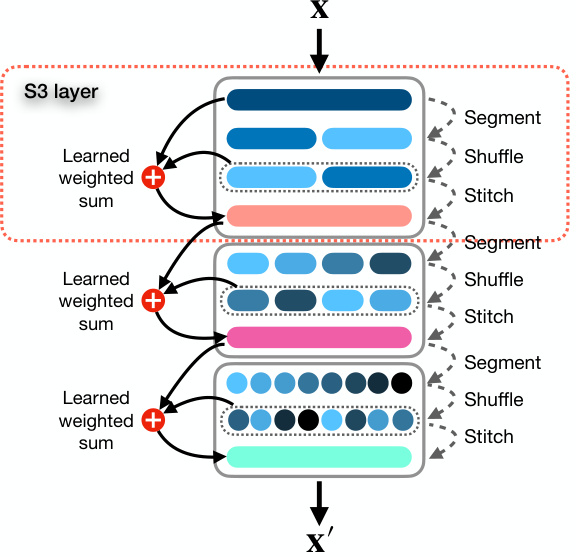 x
S3 layer
Segment
Shuffle
Stitch
Learned
weighted
sum
Segment
Shuffle
Stitch
Learned
weighted
sum
Segment
Shuffle
Stitch
Learned
weighted
sum
x′